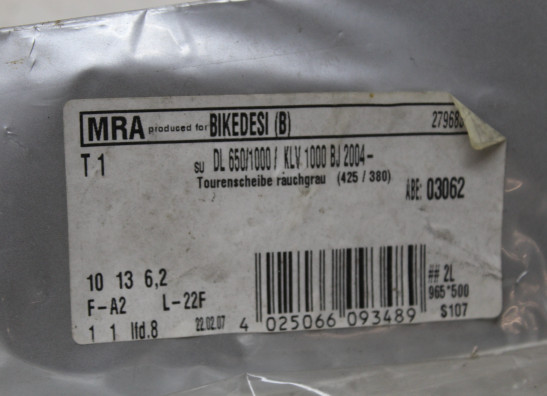 MRA produced for BIKEDESI (B)
T 1 SU DL 650/1000 / KLV 1000 BJ 2004-
Tourenscheibe rauchgrau (425 / 380)
ABE: 03062
10 13 6,2
F-A2 L-22F
1 1 lfd.8 22.02.07
4 025066 093489
## 2L
965*500
S107